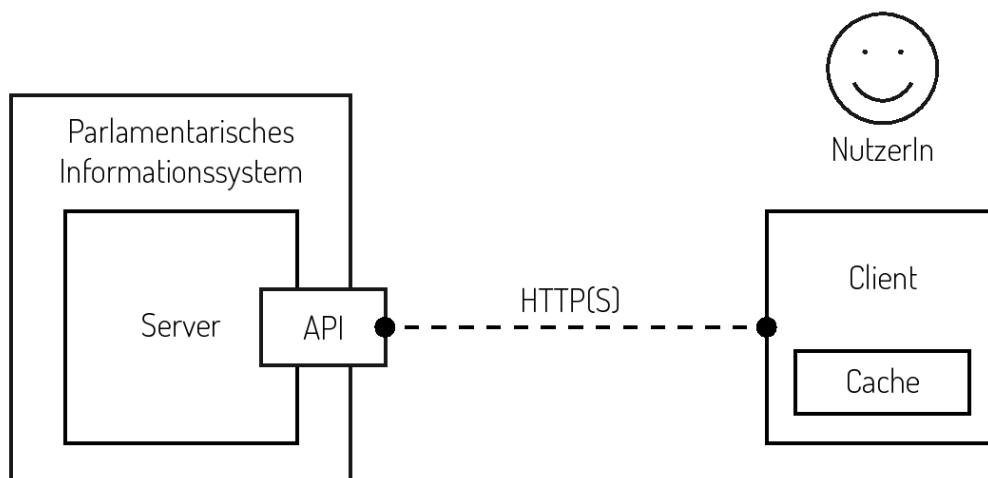 Parlamentarisches
Informationssystem
NutzerIn
Server
API
HTTP(S)
Client
Cache